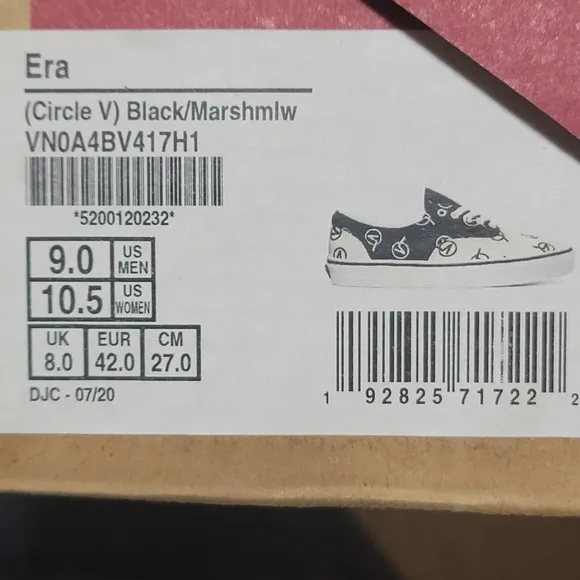 Era
(Circle V) Black/Marshmlw
VN0A4BV417H1
*5200120232*
9.0 US MEN
10.5 US WOMEN
UK EUR CM
8.0 42.0 27.0
DJC - 07/20
1 92825 71722 2